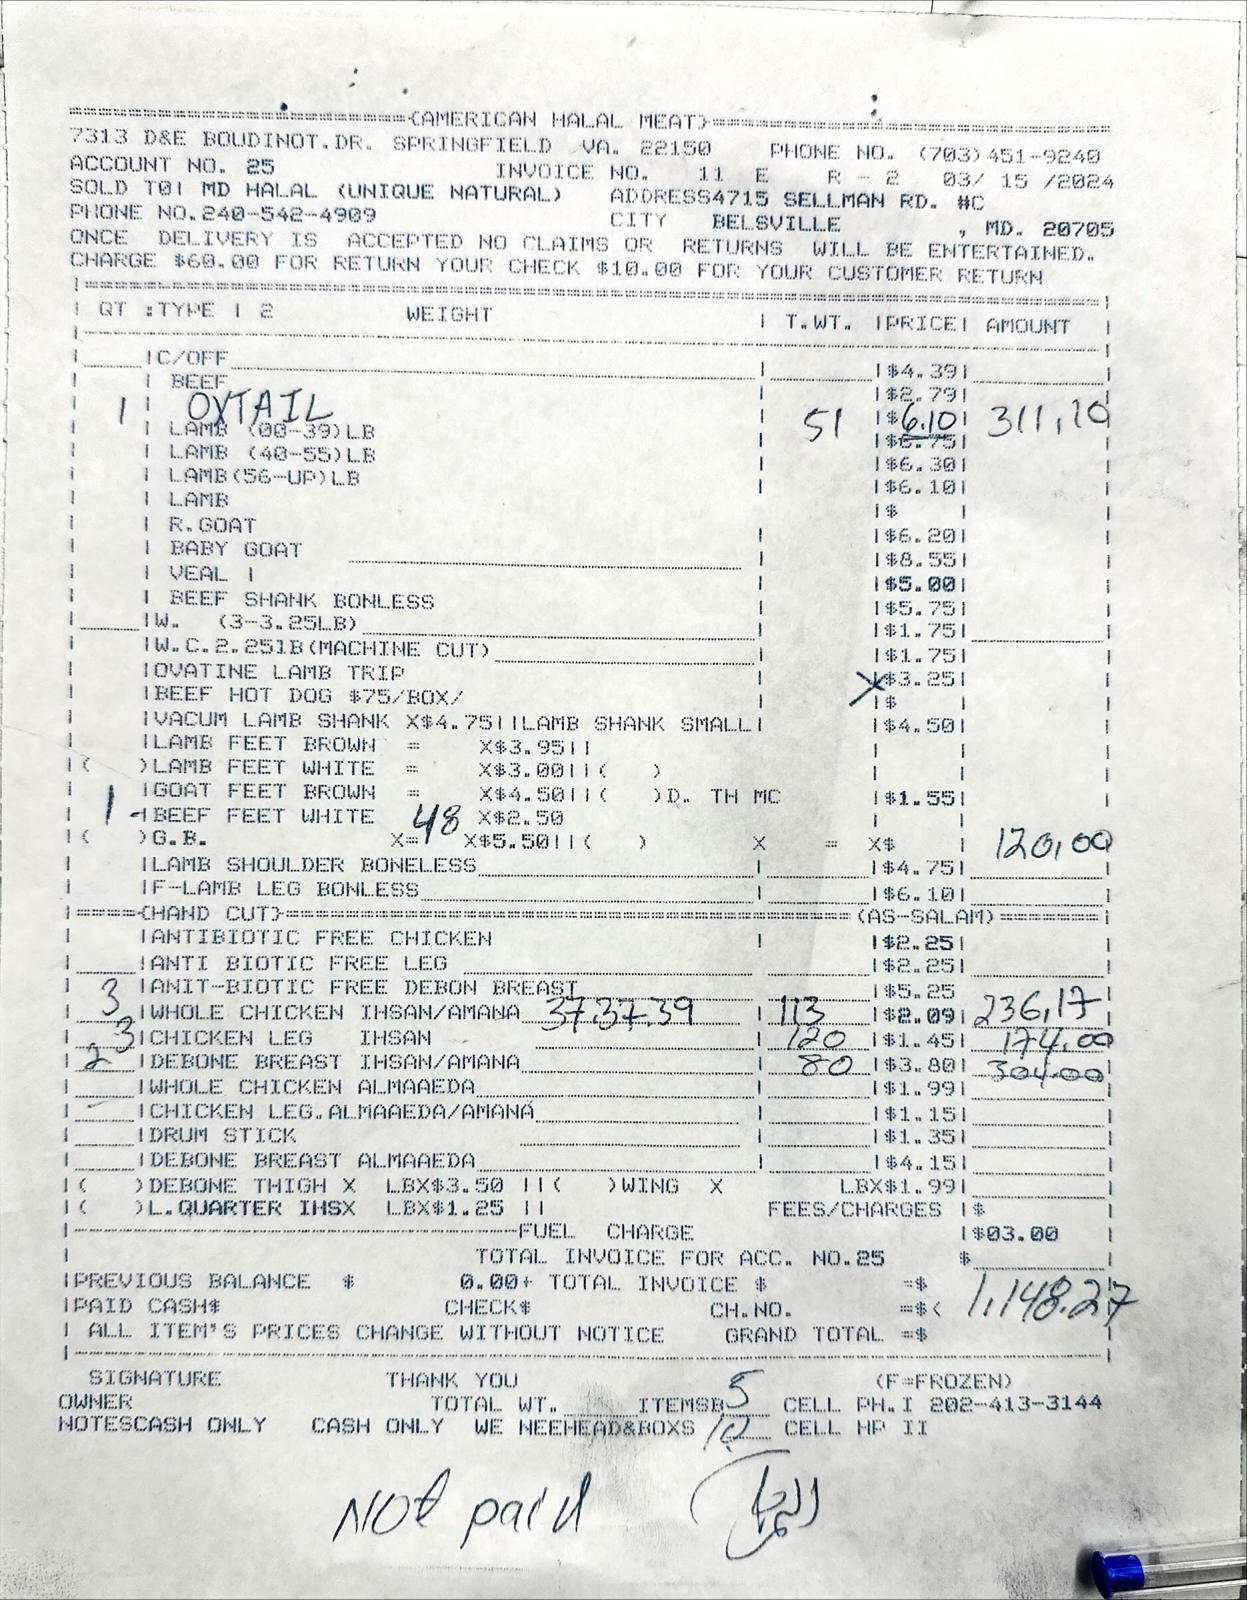 {AMERICAN HALAL MEAT}
7313 D&E BOUDINOT.DR. SPRINGFIELD VA. 22150 PHONE NO. (703)451-9240
ACCOUNT NO. 25 INVOICE NO. 11 E R - 2 03/ 15 /2024
SOLD TO| MD HALAL (UNIQUE NATURAL) ADDRESS4715 SELLMAN RD. #C
PHONE NO.240-542-4909 CITY BELSVILLE , MD. 20705
ONCE DELIVERY IS ACCEPTED NO CLAIMS OR RETURNS WILL BE ENTERTAINED.
CHARGE $60.00 FOR RETURN YOUR CHECK $10.00 FOR YOUR CUSTOMER RETURN
| QT :TYPE | 2 WEIGHT | T.WT. |PRICE| AMOUNT |
|C/OFF |$4.39|
| BEEF |$2.79|
1 | OXTAIL 51 |$6.10| 311.10
| LAMB (00-39)LB |$6.75|
| LAMB (40-55)LB |$6.30|
| LAMB(56-UP)LB |$6.10|
| LAMB |$ |
| R.GOAT |$6.20|
| BABY GOAT |$8.55|
| VEAL | |$5.00|
| BEEF SHANK BONLESS |$5.75|
|W. (3-3.25LB) |$1.75|
|W.C.2.25lB(MACHINE CUT) |$1.75|
|OVATINE LAMB TRIP X|$3.25|
|BEEF HOT DOG $75/BOX/ |$ |
|VACUM LAMB SHANK X$4.75||LAMB SHANK SMALL| |$4.50|
|LAMB FEET BROWN = X$3.95||
|( )LAMB FEET WHITE = X$3.00||( )
|GOAT FEET BROWN = X$4.50||( )D. TH MC |$1.55|
1 -|BEEF FEET WHITE 48 X$2.50 120.00
|( )G.B. X= X$5.50||( ) X = X$ |
|LAMB SHOULDER BONELESS |$4.75|
|F-LAMB LEG BONLESS |$6.10|
|====={HAND CUT}=====(AS-SALAM)=======|
|ANTIBIOTIC FREE CHICKEN |$2.25|
|ANTI BIOTIC FREE LEG |$2.25|
|ANIT-BIOTIC FREE DEBON BREAST |$5.25
3 |WHOLE CHICKEN IHSAN/AMANA 37.37.39 113 |$2.09| 236.17
3 |CHICKEN LEG IHSAN 120 |$1.45| 174.00
2 |DEBONE BREAST IHSAN/AMANA 80 |$3.80| 304.00
|WHOLE CHICKEN ALMAAEDA |$1.99|
|CHICKEN LEG.ALMAAEDA/AMANA |$1.15|
|DRUM STICK |$1.35|
|DEBONE BREAST ALMAAEDA |$4.15|
|( )DEBONE THIGH X LBX$3.50 ||( )WING X LBX$1.99|
|( )L.QUARTER IHSX LBX$1.25 || FEES/CHARGES |$
FUEL CHARGE |$03.00
TOTAL INVOICE FOR ACC. NO.25 $
|PREVIOUS BALANCE $ 0.00+ TOTAL INVOICE $ =$
|PAID CASH$ CHECK$ CH.NO. =$< 1,148.27
| ALL ITEM'S PRICES CHANGE WITHOUT NOTICE GRAND TOTAL =$
SIGNATURE THANK YOU (F=FROZEN)
OWNER TOTAL WT. ITEMSB 5 CELL PH.I 202-413-3144
NOTESCASH ONLY CASH ONLY WE NEEHEAD&BOXS 10 CELL HP II
NOt paid